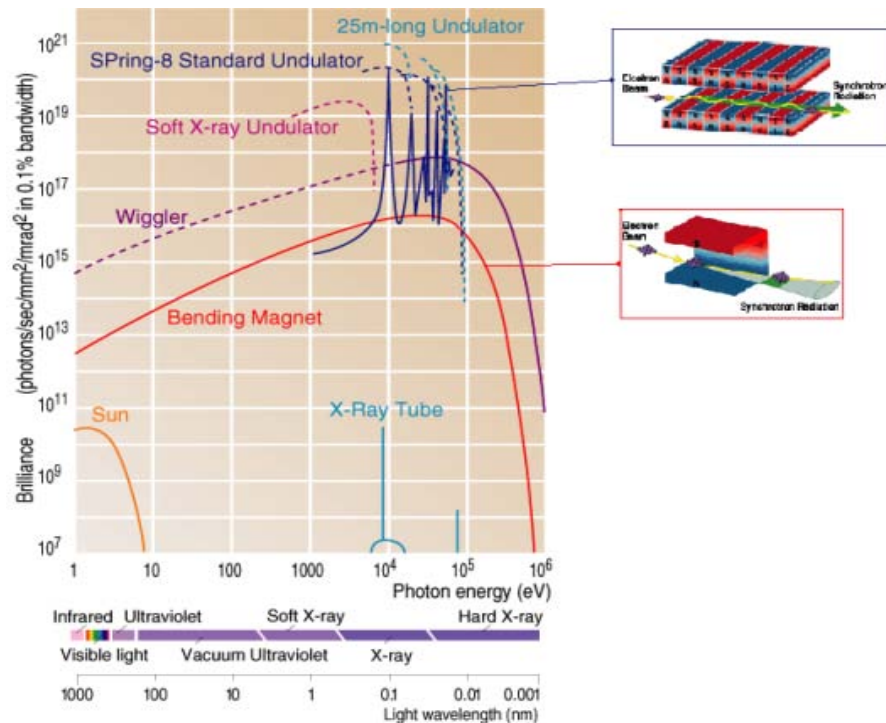 25m-long Undulator
SPring-8 Standard Undulator
Soft X-ray Undulator
Wiggler
Bending Magnet
Sun
X-Ray Tube
Brilliance (photons/sec/mm² /mrad² in 0.1% bandwidth)
10²¹
10¹⁹
10¹⁷
10¹⁵
10¹³
10¹¹
10⁹
10⁷
1 10 100 1000 10⁴ 10⁵ 10⁶
Photon energy (eV)
Infrared Ultraviolet Soft X-ray Hard X-ray
Visible light Vacuum Ultraviolet X-ray
1000 100 10 1 0.1 0.01 0.001
Light wavelength (nm)
Electron
Beam
Synchrotron
Radiation
Electron
Beam
Synchrotron Radiation